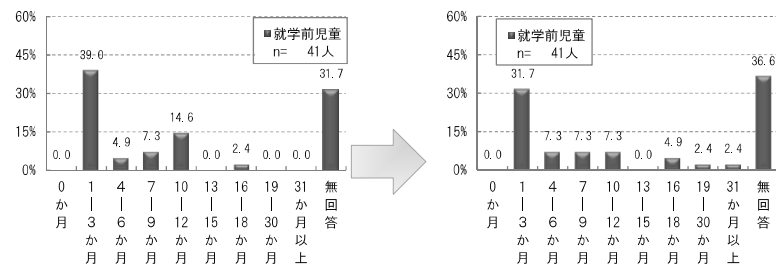 60%
45%
30%
15%
0%
■就学前児童
n= 41人
0.0
39.0
4.9
7.3
14.6
0.0
2.4
0.0
0.0
31.7
0か月
1―3か月
4―6か月
7―9か月
10―12か月
13―15か月
16―18か月
19―30か月
31か月以上
無回答
60%
45%
30%
15%
0%
■就学前児童
n= 41人
0.0
31.7
7.3
7.3
7.3
0.0
4.9
2.4
2.4
36.6
0か月
1―3か月
4―6か月
7―9か月
10―12か月
13―15か月
16―18か月
19―30か月
31か月以上
無回答